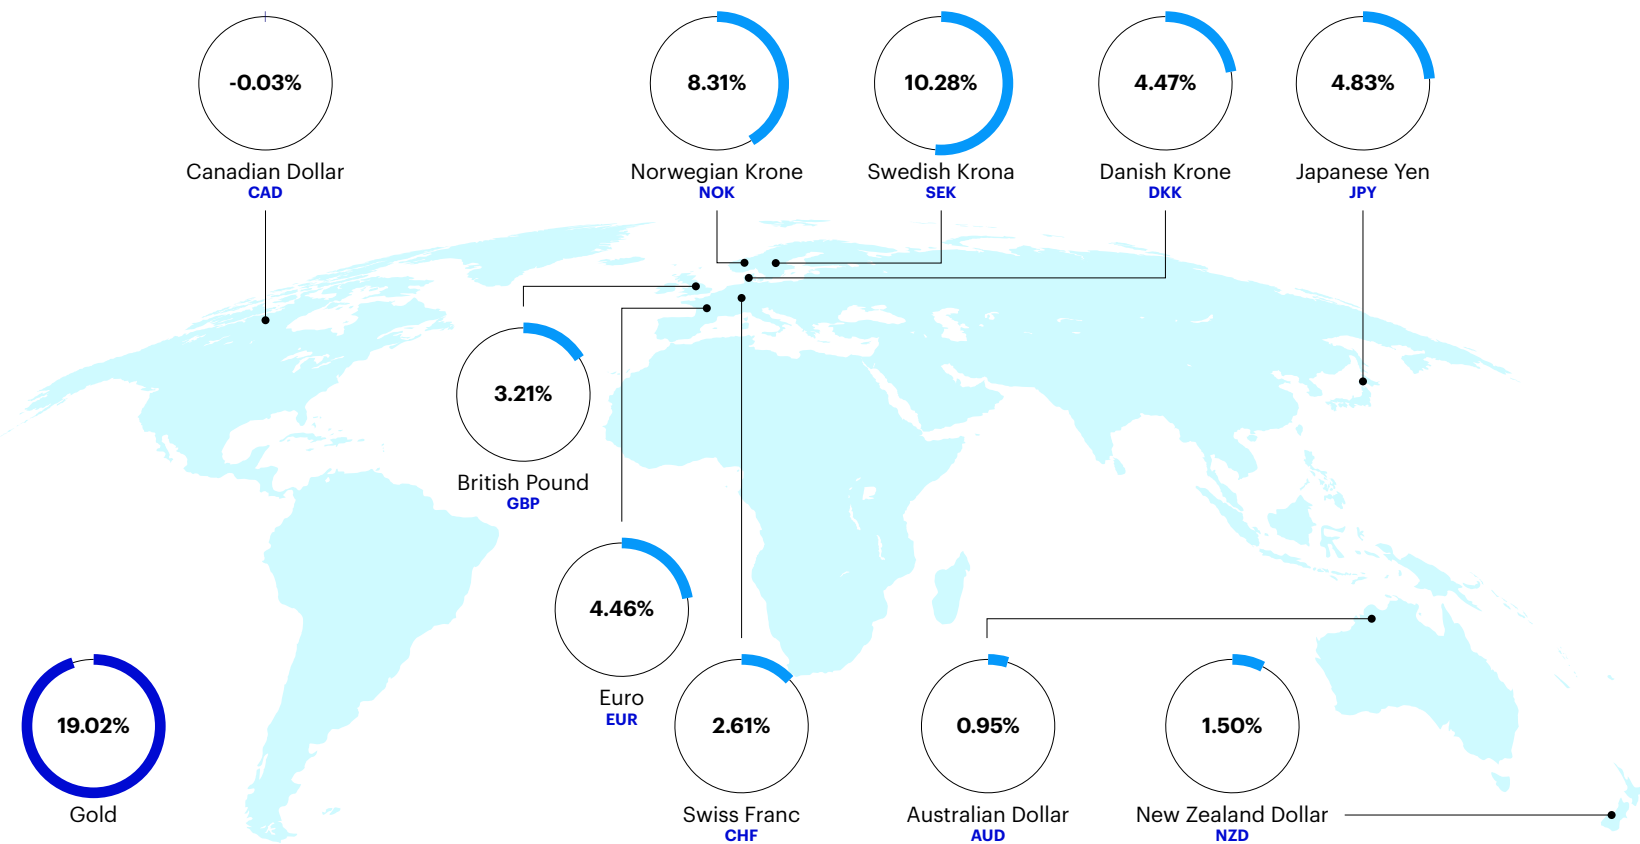 -0.03%
Canadian Dollar
CAD
8.31%
Norwegian Krone
NOK
10.28%
Swedish Krona
SEK
4.47%
Danish Krone
DKK
4.83%
Japanese Yen
JPY
3.21%
British Pound
GBP
4.46%
Euro
EUR
19.02%
Gold
2.61%
Swiss Franc
CHF
0.95%
Australian Dollar
AUD
1.50%
New Zealand Dollar
NZD